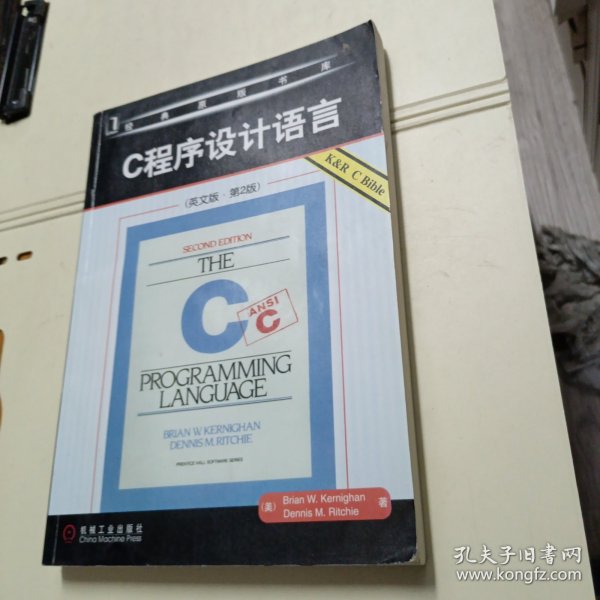 经典原版书库
C程序设计语言
(英文版·第2版)
K&R C Bible
SECOND EDITION
THE
C
ANSI
C
PROGRAMMING
LANGUAGE
BRIAN W. KERNIGHAN
DENNIS M. RITCHIE
PRENTICE HALL SOFTWARE SERIES
(美) Brian W. Kernighan
Dennis M. Ritchie 著
机械工业出版社
China Machine Press
孔夫子旧书网
www.kongfz.com